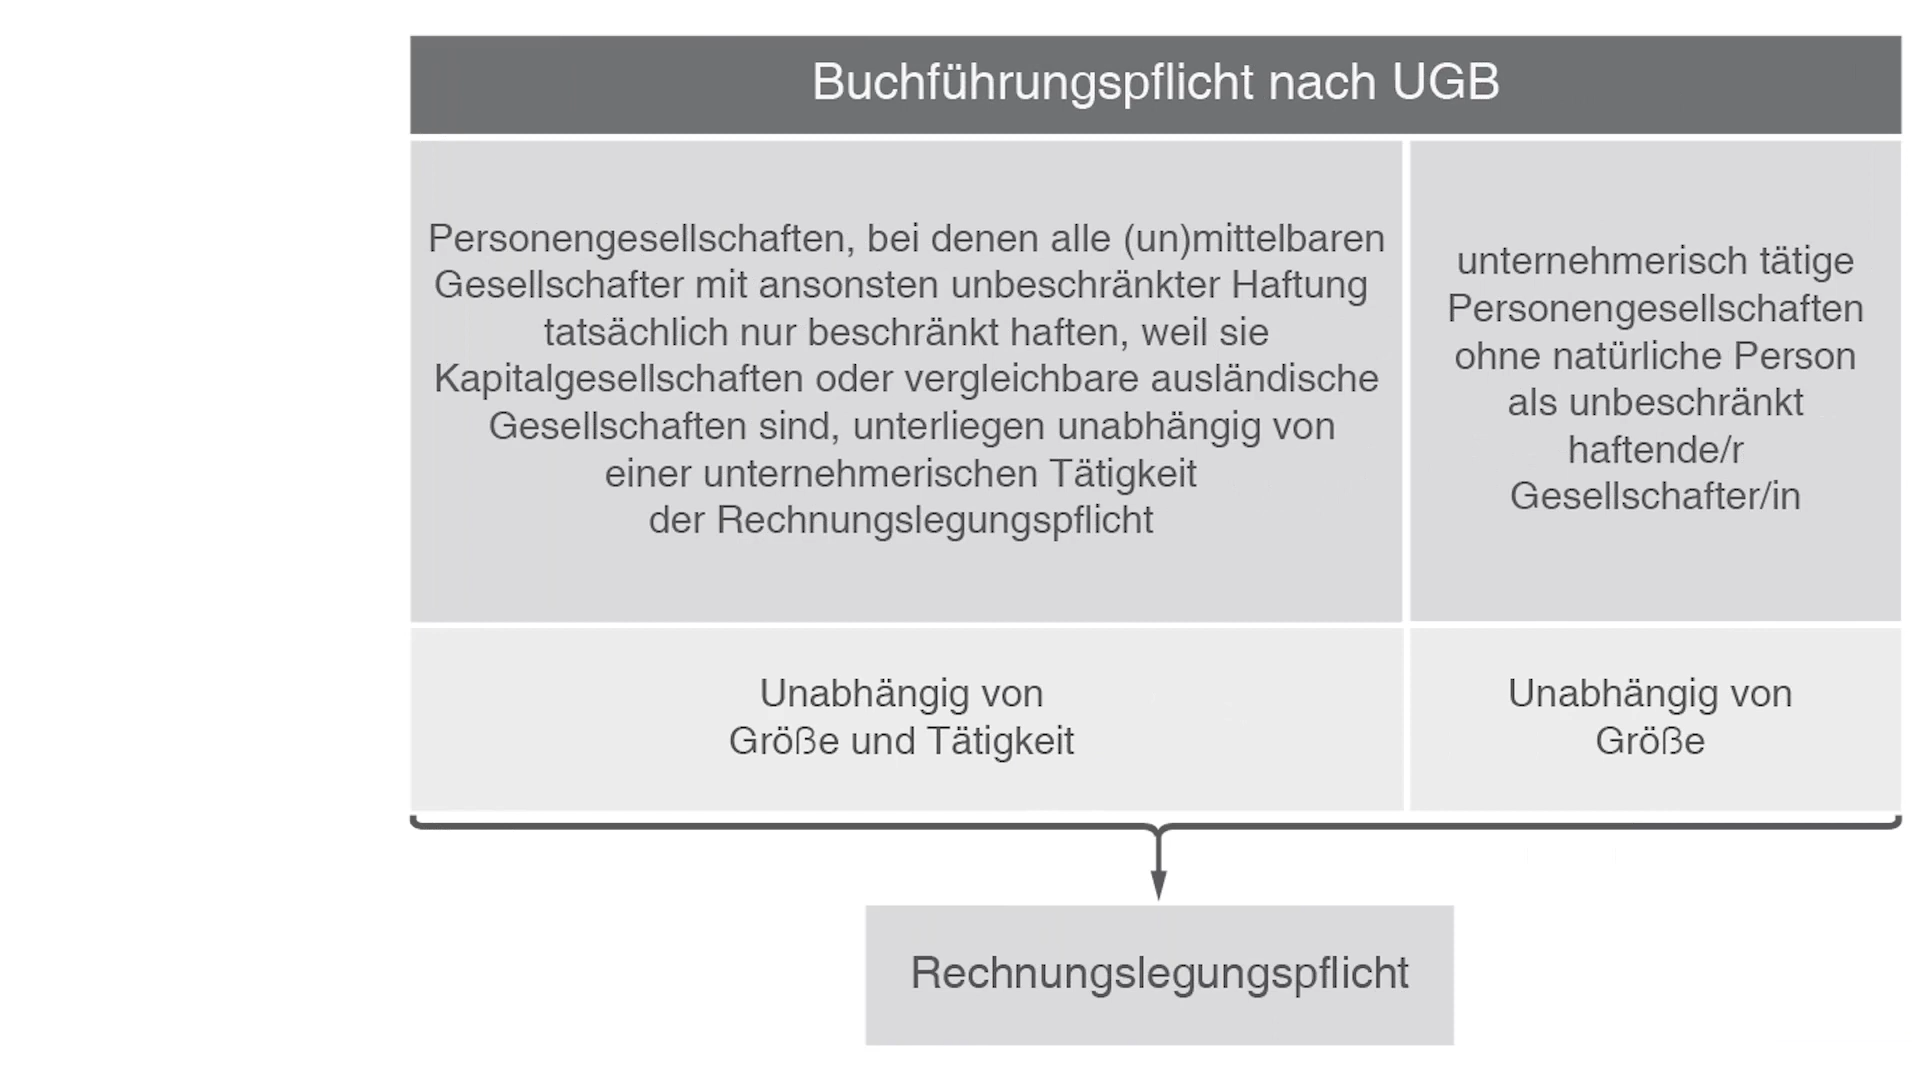 Buchführungspflicht nach UGB
Personengesellschaften, bei denen alle (un)mittelbaren
Gesellschafter mit ansonsten unbeschränkter Haftung
tatsächlich nur beschränkt haften, weil sie
Kapitalgesellschaften oder vergleichbare ausländische
Gesellschaften sind, unterliegen unabhängig von
einer unternehmerischen Tätigkeit
der Rechnungslegungspflicht
unternehmerisch tätige
Personengesellschaften
ohne natürliche Person
als unbeschränkt
haftende/r
Gesellschafter/in
Unabhängig von
Größe und Tätigkeit
Unabhängig von
Größe
Rechnungslegungspflicht